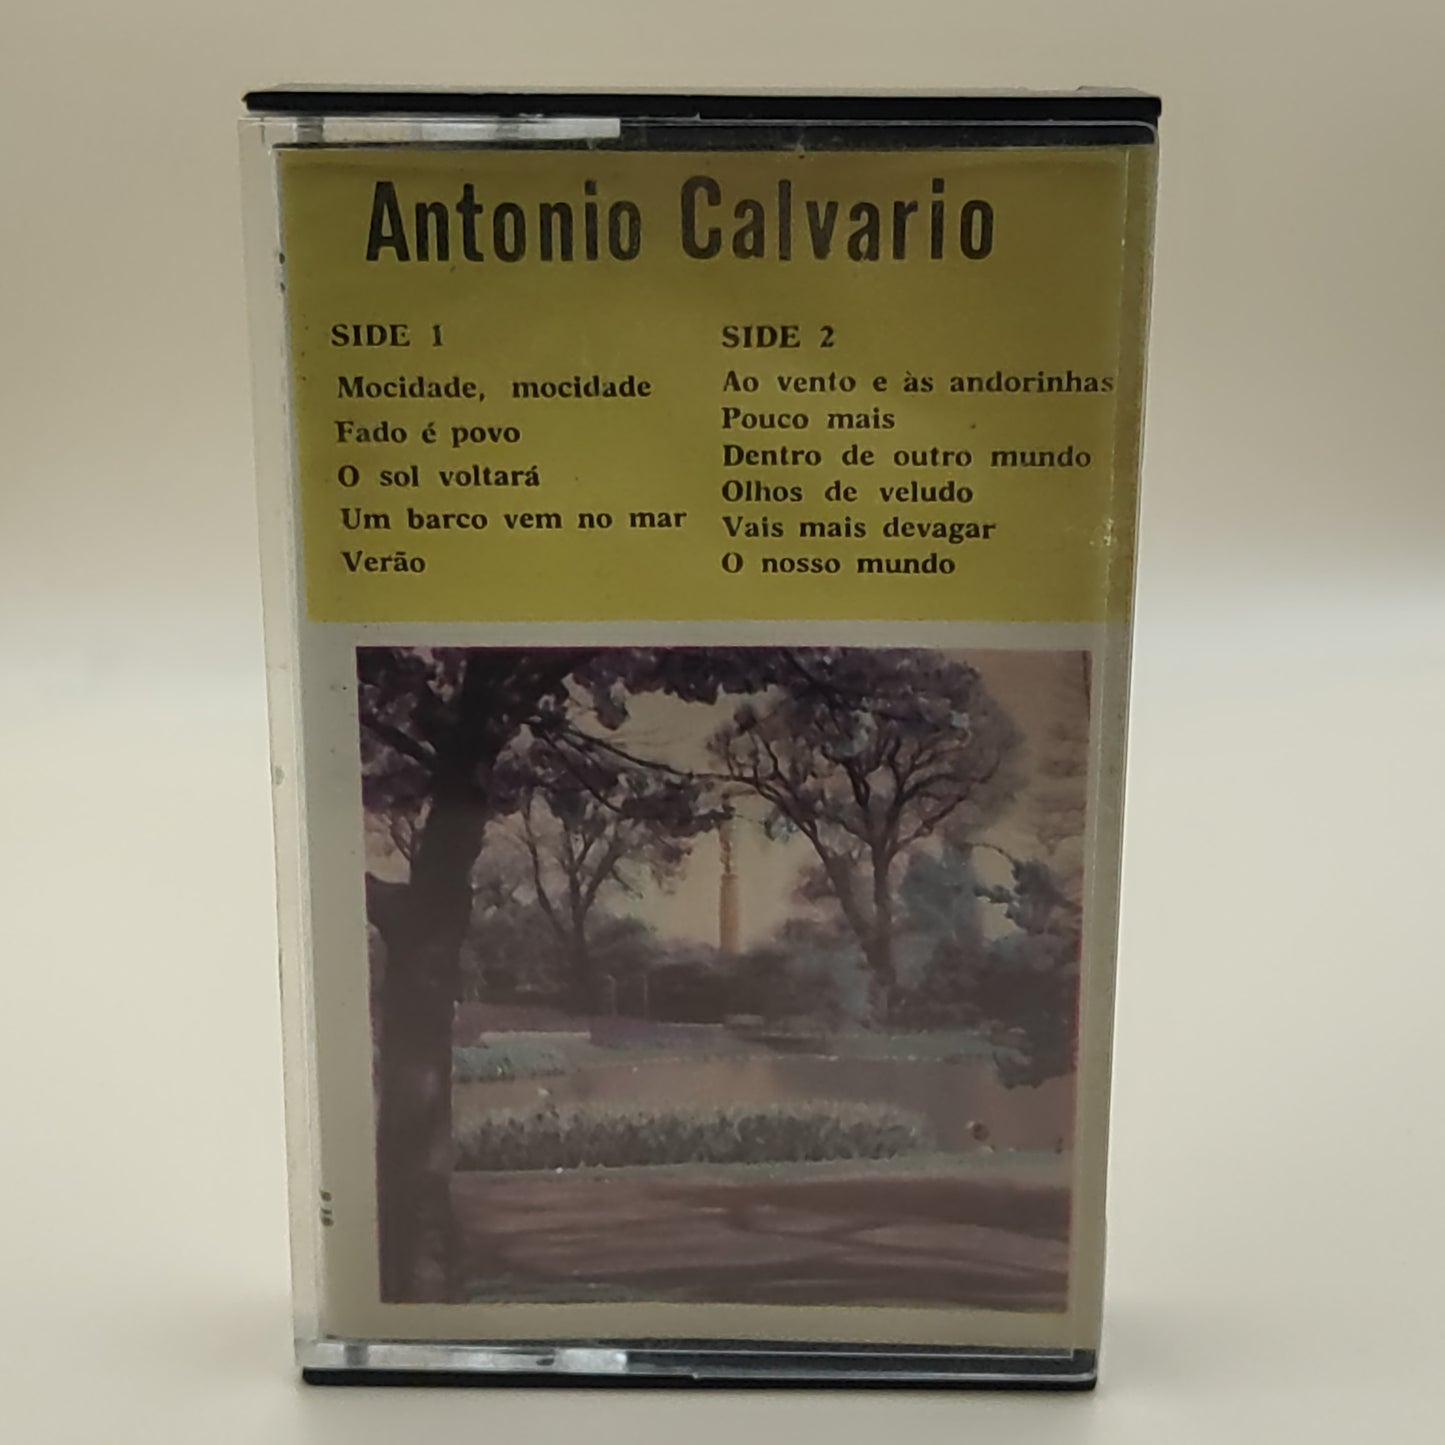 Antonio Calvario
SIDE 1
Mocidade, mocidade
Fado é povo
O sol voltará
Um barco vem no mar
Verão
SIDE 2
Ao vento e às andorinhas
Pouco mais
Dentro de outro mundo
Olhos de veludo
Vais mais devagar
O nosso mundo